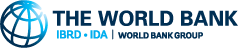 THE WORLD BANK
IBRD • IDA | WORLD BANK GROUP